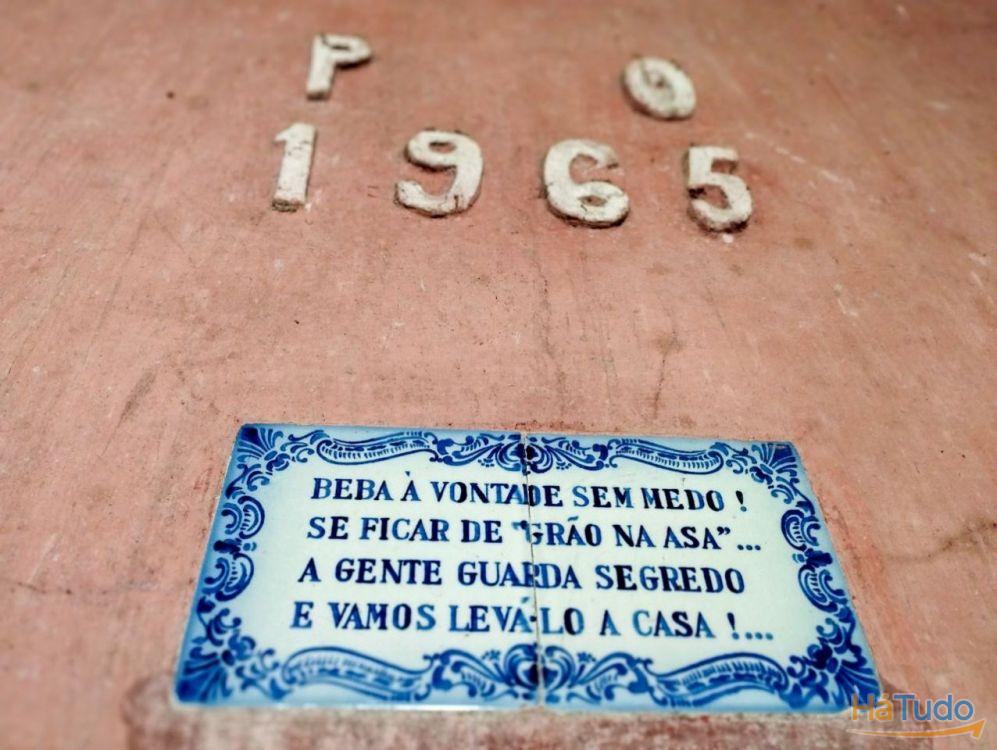 P O
1965
BEBA À VONTADE SEM MEDO !
SE FICAR DE "GRÃO NA ASA"...
A GENTE GUARDA SEGREDO
E VAMOS LEVÁ-LO A CASA !....
HáTudo